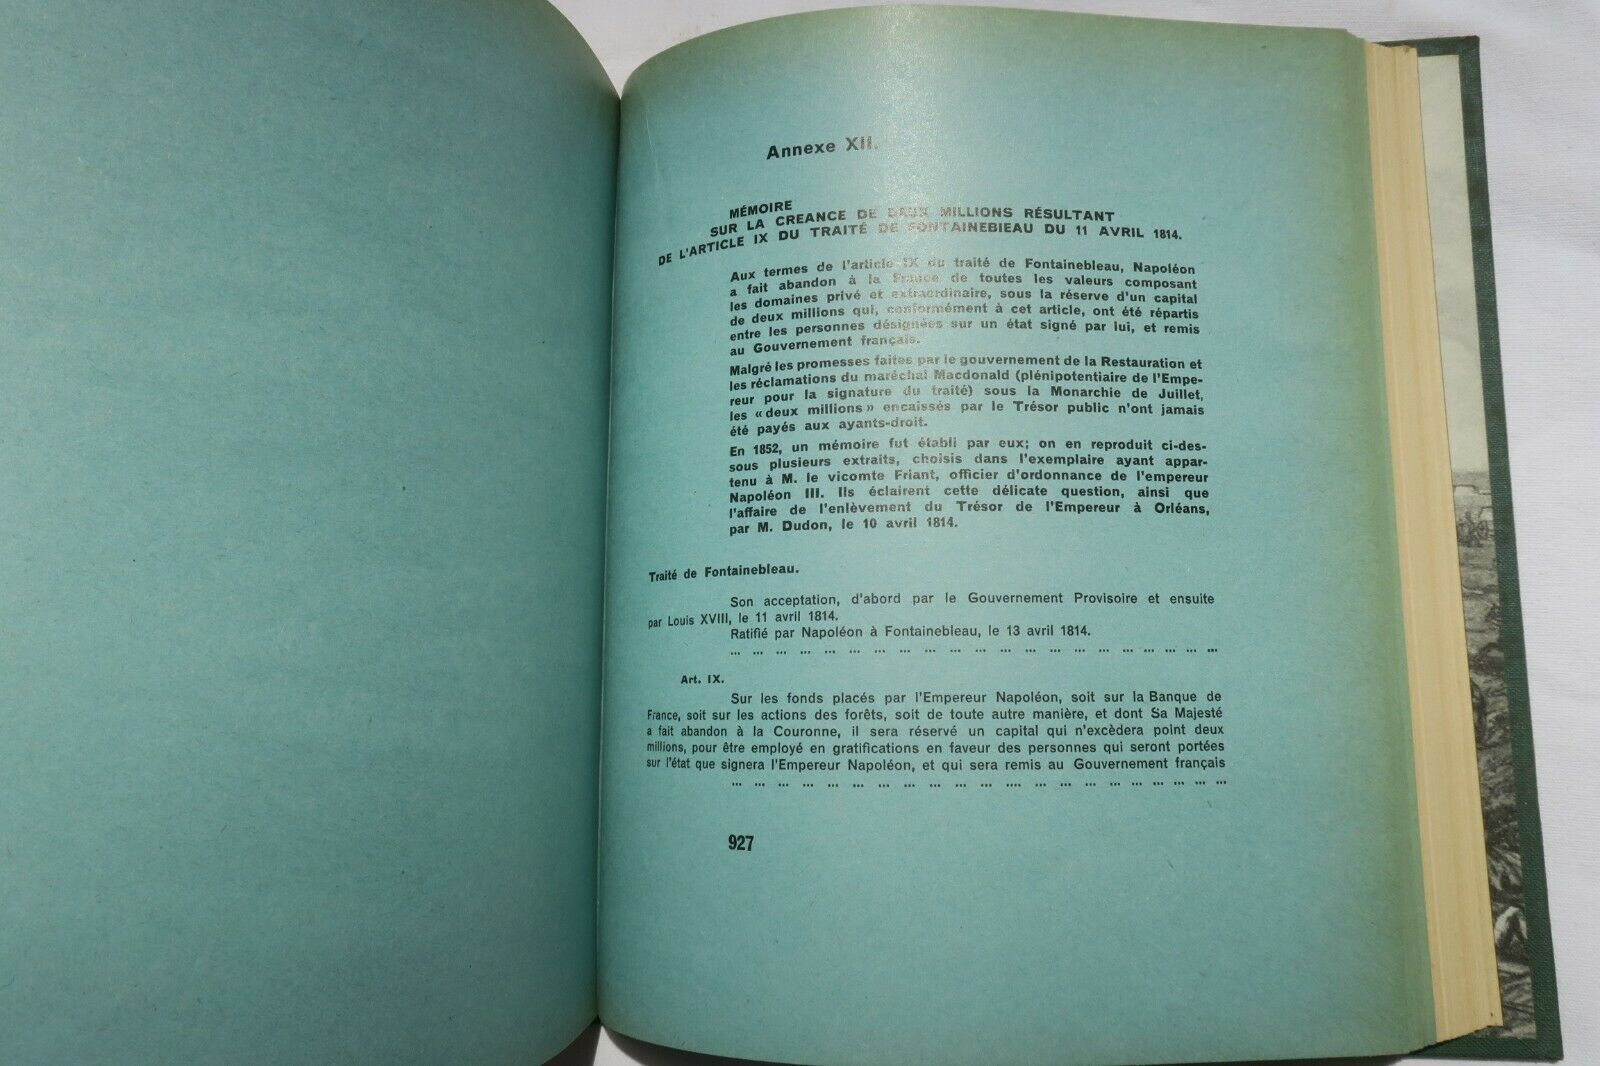 Annexe XII.
MÉMOIRE
SUR LA CREANCE DE DEUX MILLIONS RÉSULTANT
DE L'ARTICLE IX DU TRAITÉ DE FONTAINEBIEAU DU 11 AVRIL 1814.
Aux termes de l'article IX du traité de Fontainebleau, Napoléon
a fait abandon à la France de toutes les valeurs composant
les domaines privé et extraordinaire, sous la réserve d'un capital
de deux millions qui, conformément à cet article, ont été répartis
entre les personnes désignées sur un état signé par lui, et remis
au Gouvernement français.
Malgré les promesses faites par le gouvernement de la Restauration et
les réclamations du maréchal Macdonald (plénipotentiaire de l'Empe-
reur pour la signature du traité) sous la Monarchie de Juillet,
les « deux millions » encaissés par le Trésor public n'ont jamais
été payés aux ayants-droit.
En 1852, un mémoire fut établi par eux; on en reproduit ci-des-
sous plusieurs extraits, choisis dans l'exemplaire ayant appar-
tenu à M. le vicomte Friant, officier d'ordonnance de l'empereur
Napoléon III. Ils éclairent cette délicate question, ainsi que
l'affaire de l'enlèvement du Trésor de l'Empereur à Orléans,
par M. Dudon, le 10 avril 1814.
Traité de Fontainebleau.
Son acceptation, d'abord par le Gouvernement Provisoire et ensuite
par Louis XVIII, le 11 avril 1814.
Ratifié par Napoléon à Fontainebleau, le 13 avril 1814.
... ... ... ... ... ... ... ... ... ... ... ... ... ... ... ... ... ... ... ... ...
Art. IX.
Sur les fonds placés par l'Empereur Napoléon, soit sur la Banque de
France, soit sur les actions des forêts, soit de toute autre manière, et dont Sa Majesté
a fait abandon à la Couronne, il sera réservé un capital qui n'excèdera point deux
millions, pour être employé en gratifications en faveur des personnes qui seront portées
sur l'état que signera l'Empereur Napoléon, et qui sera remis au Gouvernement français
... ... ... ... ... ... ... ... ... ... ... .... ... ... ... ... ... ... ... ... ...
927